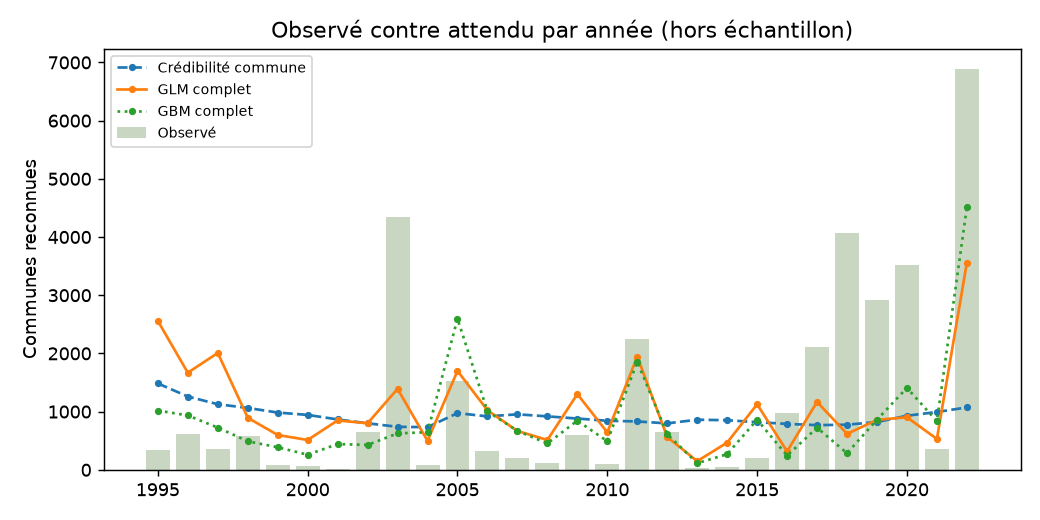 Observé contre attendu par année (hors échantillon)
Communes reconnues
7000
6000
5000
4000
3000
2000
1000
0
Crédibilité commune
GLM complet
GBM complet
Observé
1995
2000
2005
2010
2015
2020